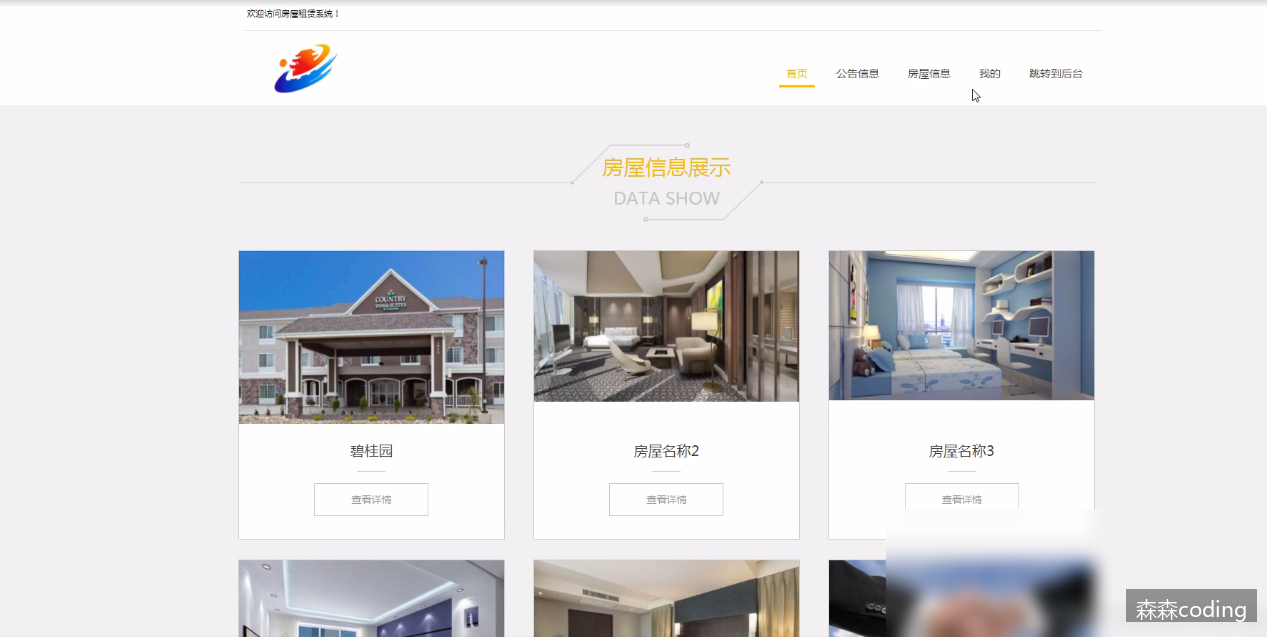 欢迎访问房屋租赁系统！
首页 公告信息 房屋信息 我的 跳转到后台
房屋信息展示
DATA SHOW
COUNTRY
INN & SUITES
碧桂园 房屋名称2 房屋名称3
查看详情 查看详情 查看详情
森森coding